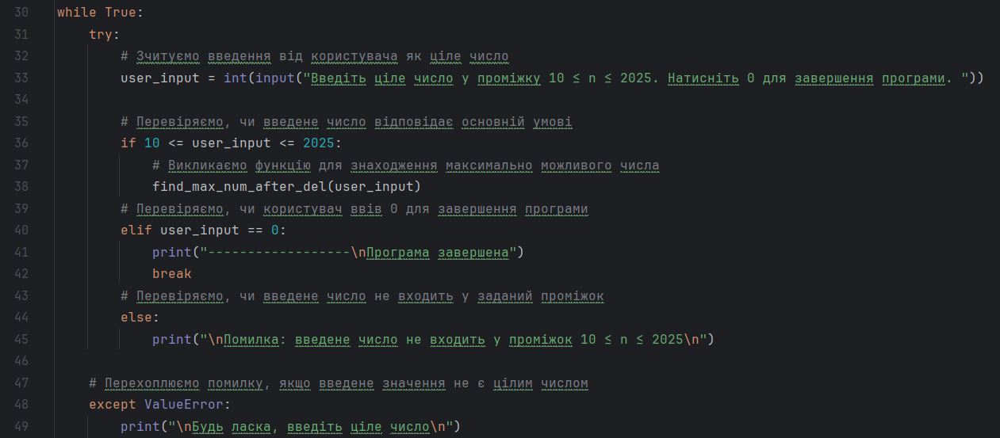 30 while True:
31 try:
32 # Зчитуємо введення від користувача як ціле число
33 user_input = int(input("Введіть ціле число у проміжку 10 ≤ n ≤ 2025. Натисніть 0 для завершення програми. "))
34
35 # Перевіряємо, чи введене число відповідає основній умові
36 if 10 <= user_input <= 2025:
37 # Викликаємо функцію для знаходження максимально можливого числа
38 find_max_num_after_del(user_input)
39 # Перевіряємо, чи користувач ввів 0 для завершення програми
40 elif user_input == 0:
41 print("------------------\nПрограма завершена")
42 break
43 # Перевіряємо, чи введене число не входить у заданий проміжок
44 else:
45 print("\nПомилка: введене число не входить у проміжок 10 ≤ n ≤ 2025\n")
46
47 # Перехоплюємо помилку, якщо введене значення не є цілим числом
48 except ValueError:
49 print("\nБудь ласка, введіть ціле число\n")